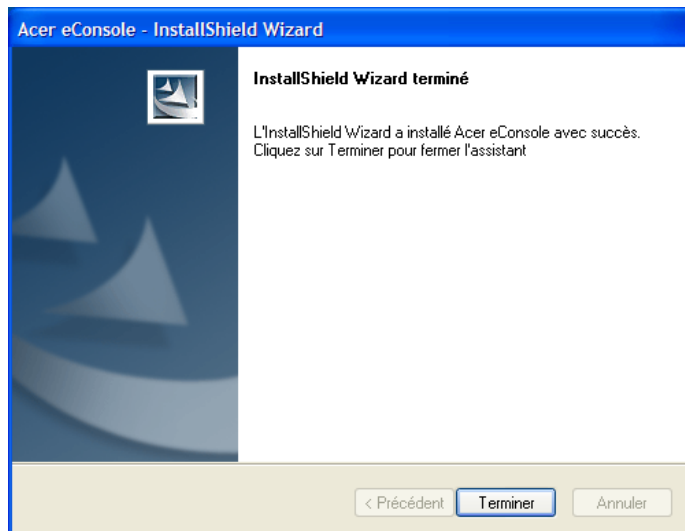 Acer eConsole - InstallShield Wizard
InstallShield Wizard terminé
L'InstallShield Wizard a installé Acer eConsole avec succès.
Cliquez sur Terminer pour fermer l'assistant
< Précédent Terminer Annuler